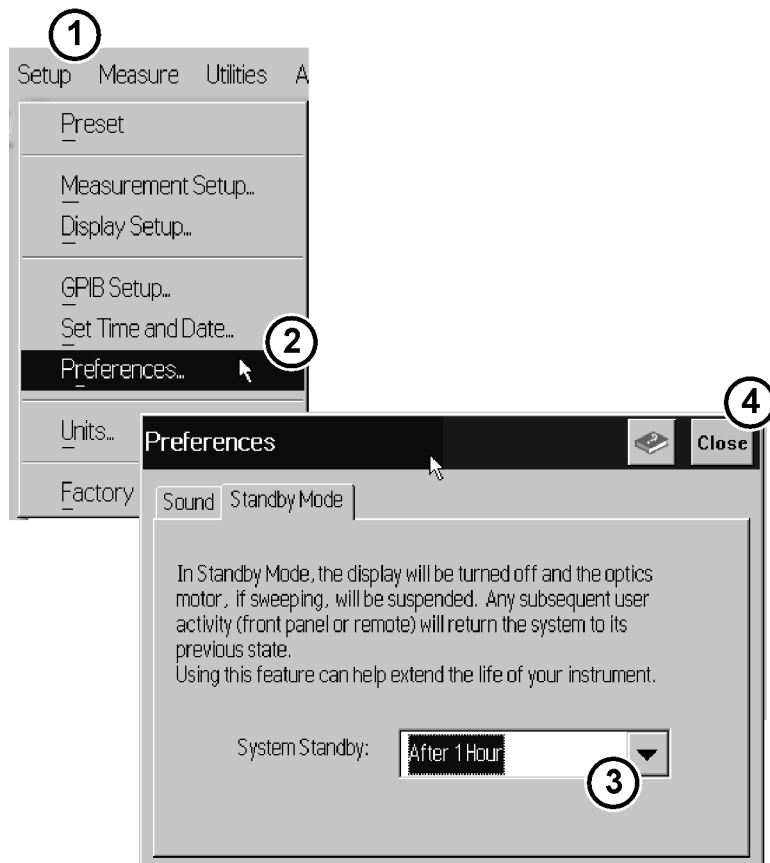 1
Setup Measure Utilities A
Preset
Measurement Setup...
Display Setup...
GPIB Setup...
Set Time and Date...
2
Preferences...
Units...
Factory
4
Preferences
Close
Sound Standby Mode
In Standby Mode, the display will be turned off and the optics
motor, if sweeping, will be suspended. Any subsequent user
activity (front panel or remote) will return the system to its
previous state.
Using this feature can help extend the life of your instrument.
System Standby: After 1 Hour
3